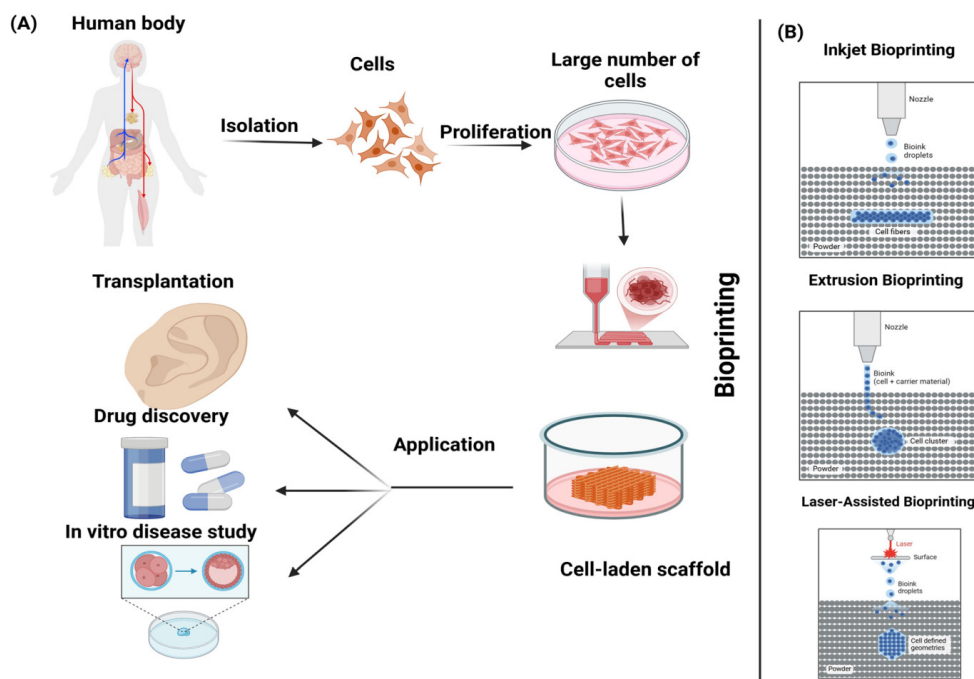 (A)
Human body
Isolation
Cells
Proliferation
Large number of
cells
Bioprinting
Cell-laden scaffold
Application
Transplantation
Drug discovery
In vitro disease study
(B)
Inkjet Bioprinting
Nozzle
Bioink
droplets
Cell fibers
Powder
Extrusion Bioprinting
Nozzle
Bioink
(cell + carrier material)
Cell cluster
Powder
Laser-Assisted Bioprinting
Laser
Surface
Bioink
droplets
Cell defined
geometries
Powder